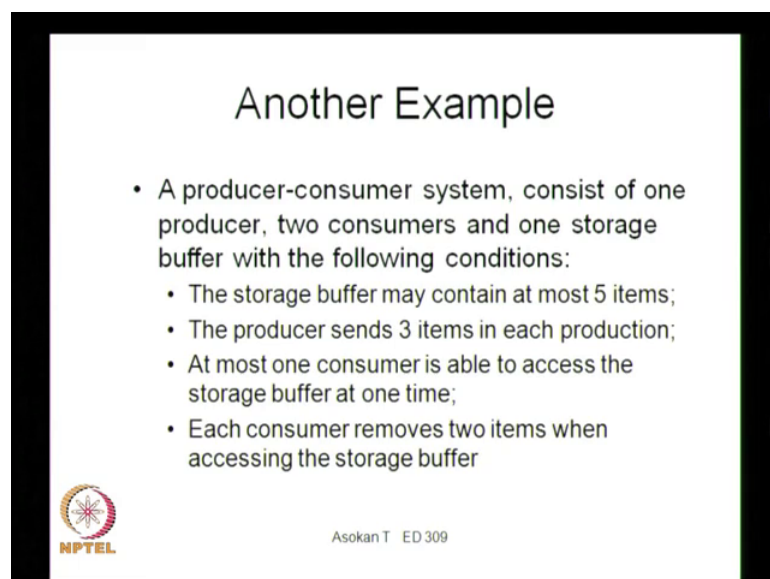 Another Example
• A producer-consumer system, consist of one
producer, two consumers and one storage
buffer with the following conditions:
• The storage buffer may contain at most 5 items;
• The producer sends 3 items in each production;
• At most one consumer is able to access the
storage buffer at one time;
• Each consumer removes two items when
accessing the storage buffer
NPTEL
Asokan T ED 309